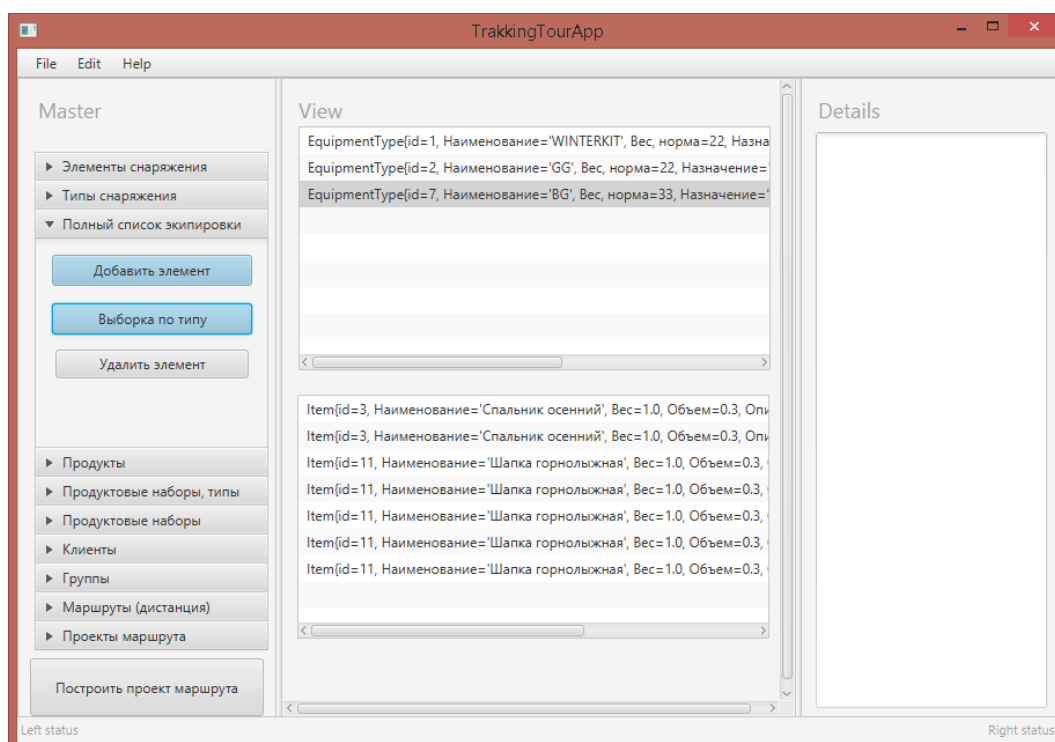 TrakkingTourApp
File Edit Help
Master
Элементы снаряжения
Типы снаряжения
Полный список экипировки
Добавить элемент
Выборка по типу
Удалить элемент
Продукты
Продуктовые наборы, типы
Продуктовые наборы
Клиенты
Группы
Маршруты (дистанция)
Проекты маршрута
Построить проект маршрута
View
EquipmentType{id=1, Наименование='WINTERKIT', Вес, норма=22, Назна
EquipmentType{id=2, Наименование='GG', Вес, норма=22, Назначение='
EquipmentType{id=7, Наименование='BG', Вес, норма=33, Назначение='
Item{id=3, Наименование='Спальник осенний', Вес=1.0, Объем=0.3, Опи
Item{id=3, Наименование='Спальник осенний', Вес=1.0, Объем=0.3, Опи
Item{id=11, Наименование='Шапка горнолыжная', Вес=1.0, Объем=0.3,
Item{id=11, Наименование='Шапка горнолыжная', Вес=1.0, Объем=0.3,
Item{id=11, Наименование='Шапка горнолыжная', Вес=1.0, Объем=0.3,
Item{id=11, Наименование='Шапка горнолыжная', Вес=1.0, Объем=0.3,
Item{id=11, Наименование='Шапка горнолыжная', Вес=1.0, Объем=0.3,
Details
Left status
Right status